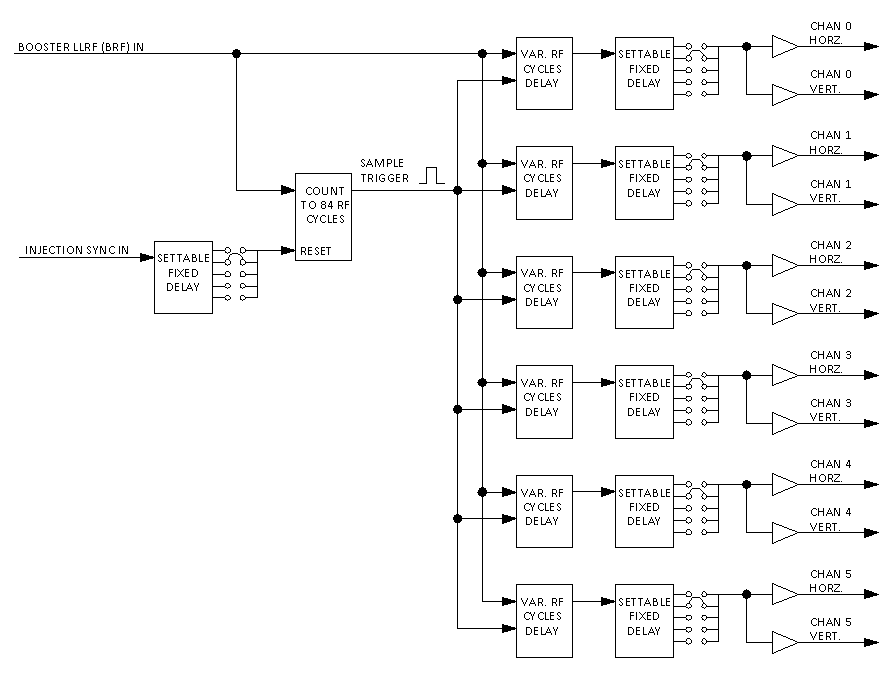 BOOSTER LLRF (BRF) IN
INJECTION SYNC IN
SETTABLE
FIXED
DELAY
COUNT
TO 84 RF
CYCLES
RESET
SAMPLE
TRIGGER
VAR. RF
CYCLES
DELAY
SETTABLE
FIXED
DELAY
CHAN 0
HORZ.
CHAN 0
VERT.
VAR. RF
CYCLES
DELAY
SETTABLE
FIXED
DELAY
CHAN 1
HORZ.
CHAN 1
VERT.
VAR. RF
CYCLES
DELAY
SETTABLE
FIXED
DELAY
CHAN 2
HORZ.
CHAN 2
VERT.
VAR. RF
CYCLES
DELAY
SETTABLE
FIXED
DELAY
CHAN 3
HORZ.
CHAN 3
VERT.
VAR. RF
CYCLES
DELAY
SETTABLE
FIXED
DELAY
CHAN 4
HORZ.
CHAN 4
VERT.
VAR. RF
CYCLES
DELAY
SETTABLE
FIXED
DELAY
CHAN 5
HORZ.
CHAN 5
VERT.